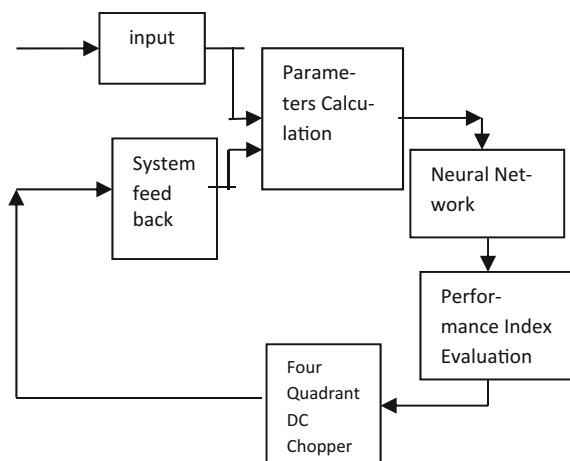 input
Parame-
ters Calcu-
lation
System
feed
back
Neural Net-
work
Perfor-
mance Index
Evaluation
Four
Quadrant
DC
Chopper